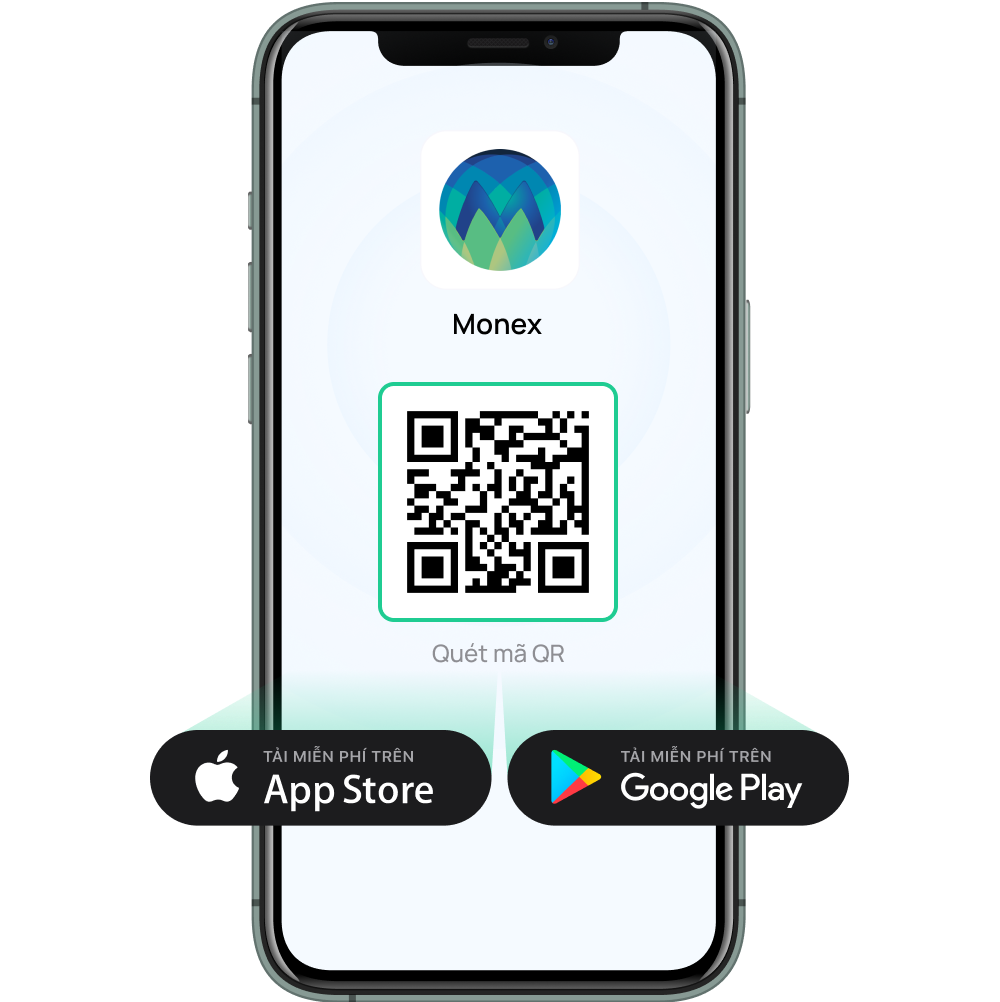 Monex
Quét mã QR
TẢI MIỄN PHÍ TRÊN
App Store
TẢI MIỄN PHÍ TRÊN
Google Play